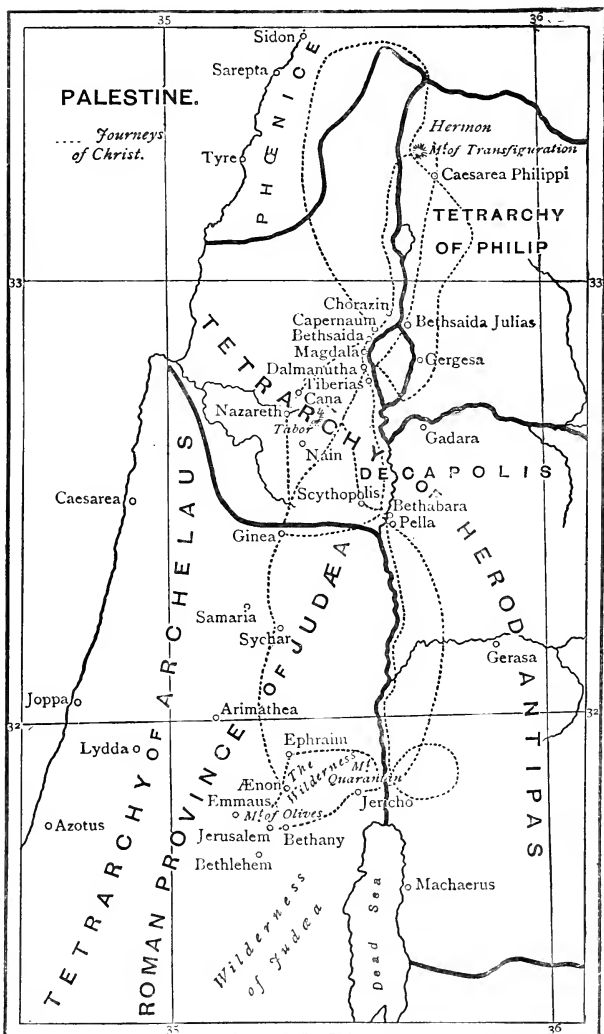 35
36
Sidon
Sarepta
PALESTINE.
.... Journeys
of Christ.
PHŒNICE
Tyre
Hermon
Mt. of Transfiguration
Caesarea Philippi
TETRARCHY
OF PHILIP
33
33
Chorazin
Capernaum
Bethsaida
Bethsaida Julias
Magdala
Gergesa
Dalmanutha
Tiberias
Cana
Nazareth
Tabor
Gadara
Nain
DECAPOLIS
Scythopolis
Bethabara
Pella
Caesarea
Ginea
TETRARCHY OF HEROD ANTIPAS
Samaria
Sychar
Gerasa
Joppa
32
32
Arimathea
Lydda
Ephraim
The Wilderness
Mt.
Quarantin
Ænon
Emmaus
Mt. of Olives
Jericho
Azotus
Jerusalem
Bethany
Bethlehem
Machaerus
Wilderness
of Judæa
Dead Sea
TETRARCHY OF ARCHELAUS
ROMAN PROVINCE OF JUDÆA
35
36